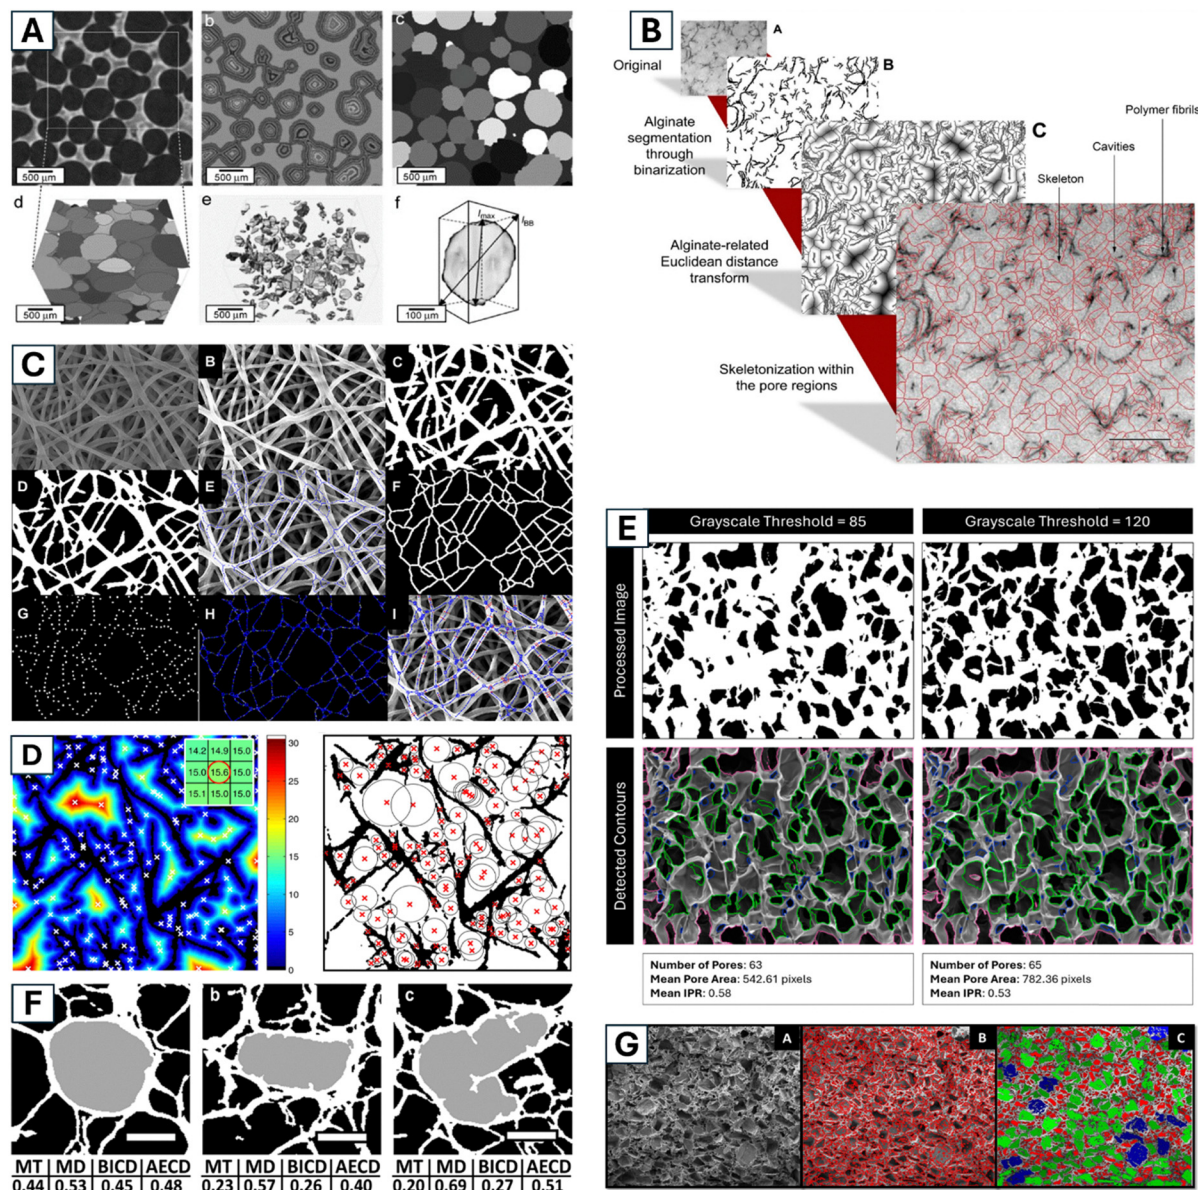 A
b
c
500 µm
500 µm
500 µm
d
e
f
lmax
lBB
500 µm
500 µm
100 µm
B
A
Original
B
Alginate
segmentation
through
binarization
C
Polymer fibrils
Cavities
Skeleton
Alginate-related
Euclidean distance
transform
Skeletonization within
the pore regions
C
B
C
D
E
F
G
H
I
D
14.2 14.9 15.0
15.0 15.6 15.0
15.1 15.0 15.0
30
25
20
15
10
5
0
E
Grayscale Threshold = 85
Grayscale Threshold = 120
Processed Image
Detected Contours
Number of Pores: 63
Mean Pore Area: 542.61 pixels
Mean IPR: 0.58
Number of Pores: 65
Mean Pore Area: 782.36 pixels
Mean IPR: 0.53
F
b
c
MT MD BICD AECD
0.44 0.53 0.45 0.48
MT MD BICD AECD
0.23 0.57 0.26 0.40
MT MD BICD AECD
0.20 0.69 0.27 0.51
G
A
B
C